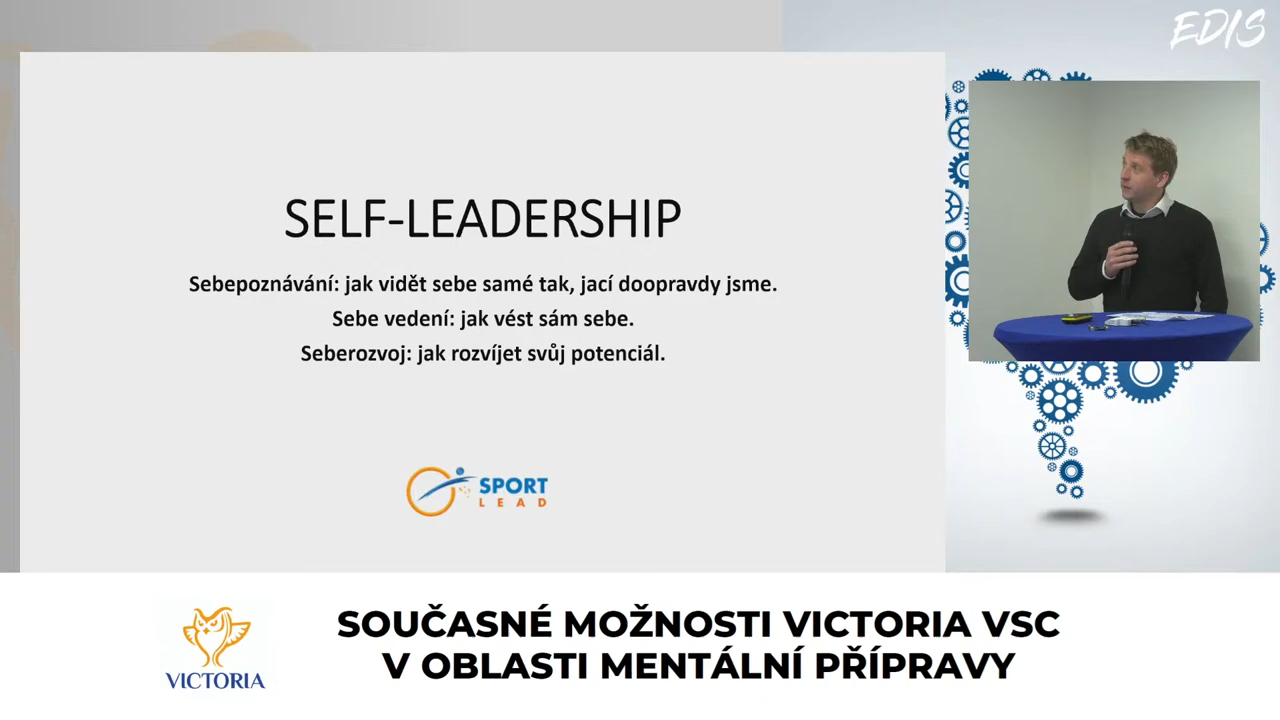 EDIS
SELF-LEADERSHIP
Sebepoznávání: jak vidět sebe samé tak, jací doopravdy jsme.
Sebe vedení: jak vést sám sebe.
Seberozvoj: jak rozvíjet svůj potenciál.
SPORT
LEAD
VICTORIA
SOUČASNÉ MOŽNOSTI VICTORIA VSC
V OBLASTI MENTÁLNÍ PŘÍPRAVY